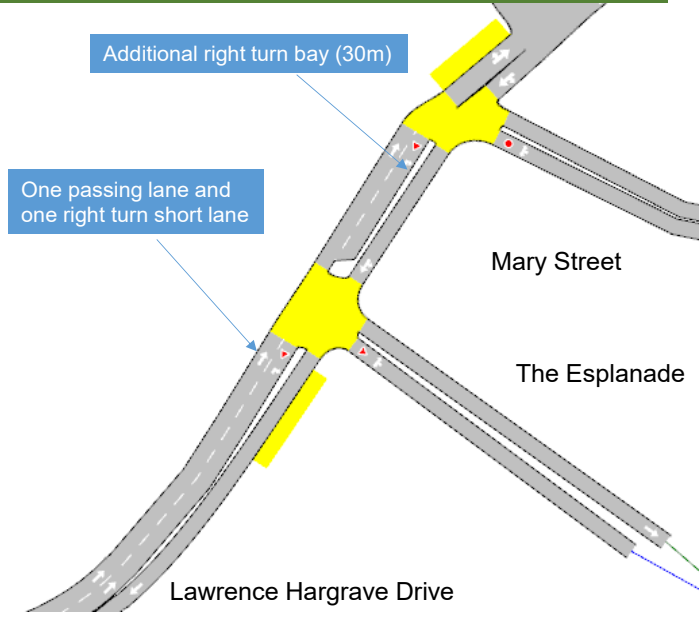 Additional right turn bay (30m)
One passing lane and
one right turn short lane
Mary Street
The Esplanade
Lawrence Hargrave Drive